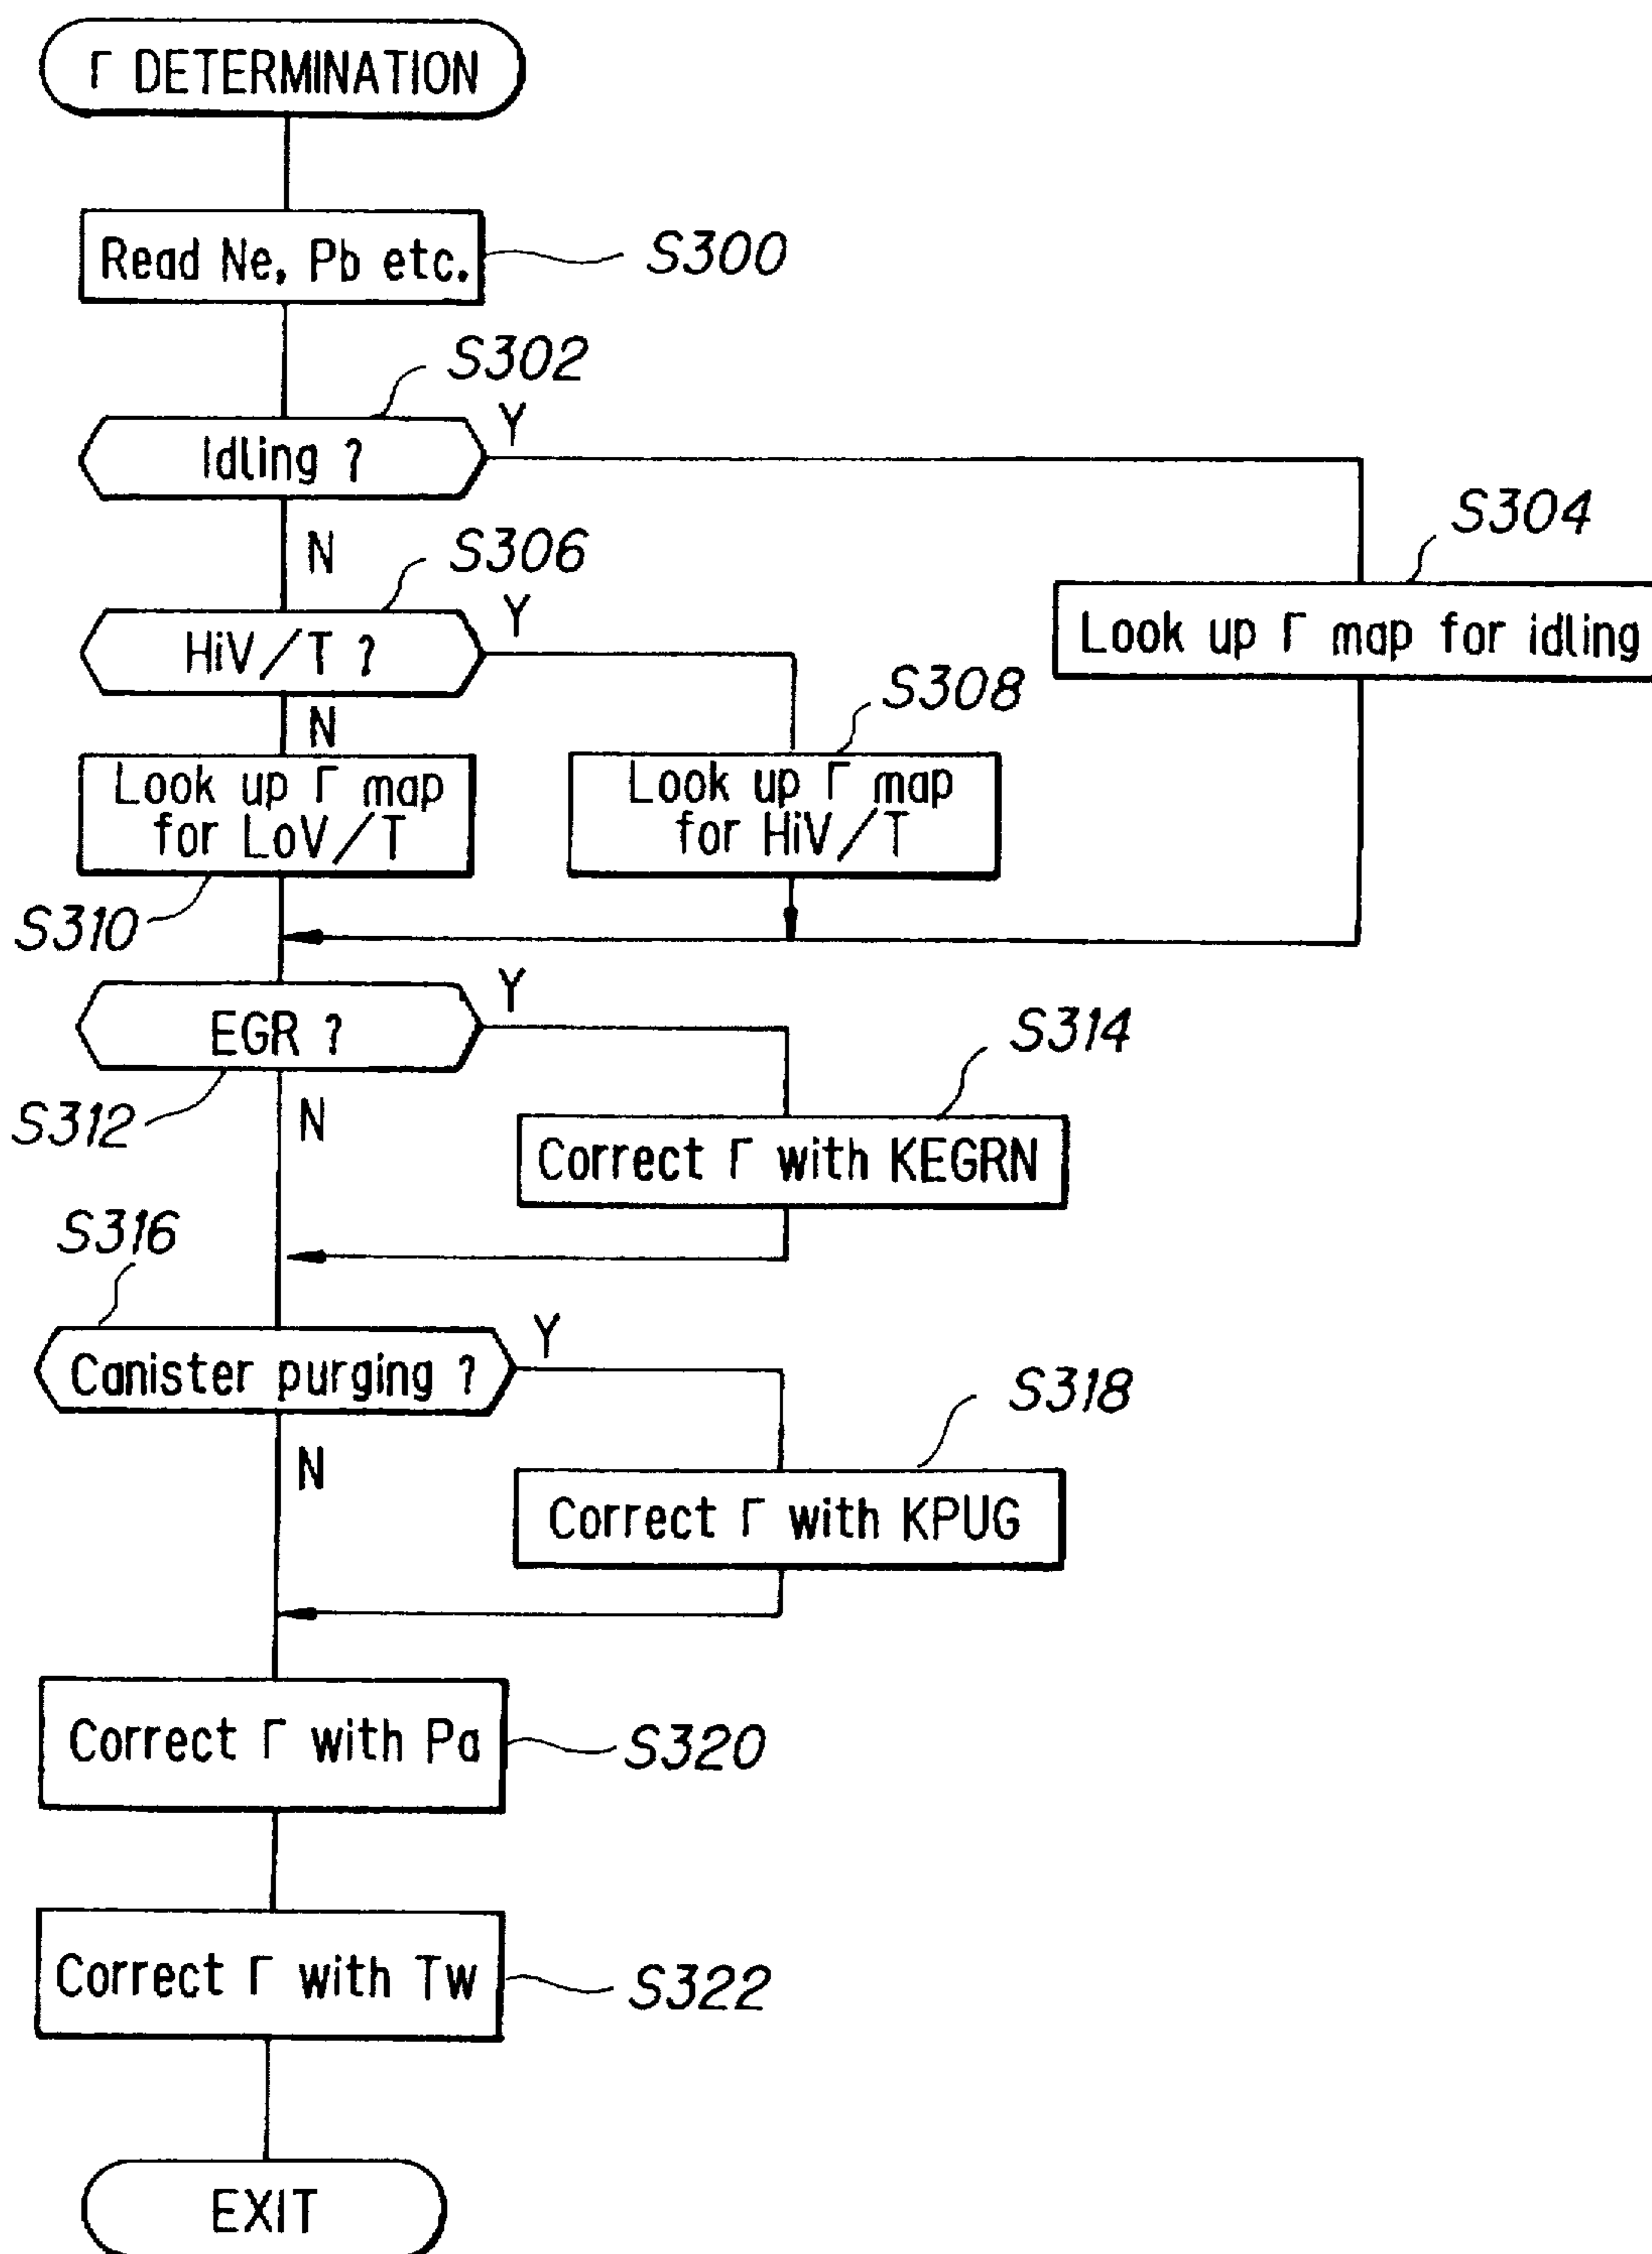 Γ DETERMINATION
Read Ne, Pb etc.
S300
S302
Idling ?
Y
N
S304
Look up Γ map for idling
S306
HiV/T ?
Y
N
S308
Look up Γ map
for LoV/T
Look up Γ map
for HiV/T
S310
EGR ?
Y
S312
N
S314
Correct Γ with KEGRN
S316
Canister purging ?
Y
N
S318
Correct Γ with KPUG
Correct Γ with Pa
S320
Correct Γ with Tw
S322
EXIT